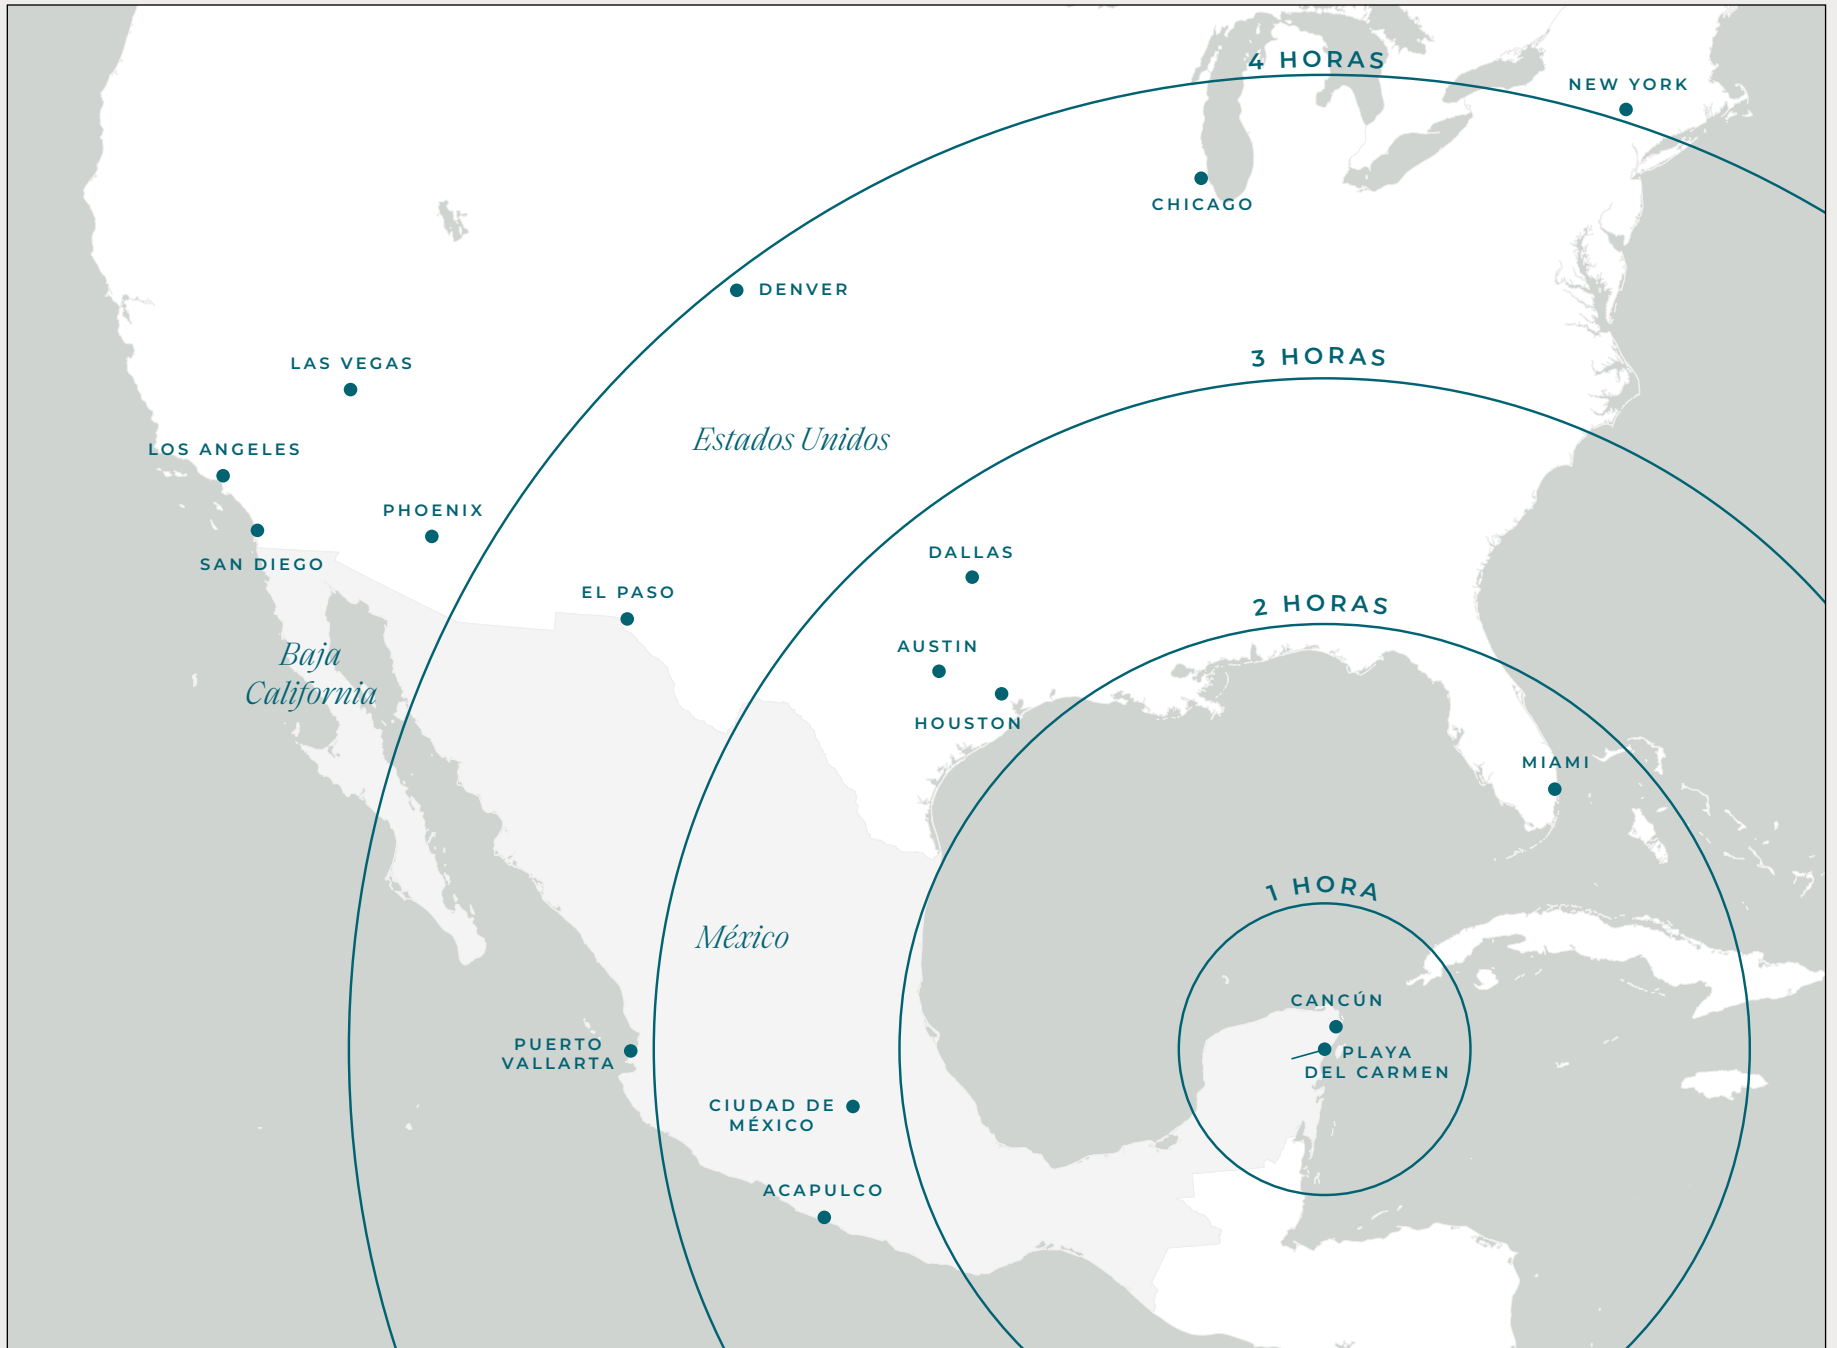 4 HORAS
NEW YORK
CHICAGO
DENVER
LAS VEGAS
3 HORAS
Estados Unidos
LOS ANGELES
PHOENIX
DALLAS
SAN DIEGO
EL PASO
2 HORAS
AUSTIN
Baja
California
HOUSTON
MIAMI
1 HORA
México
CANCÚN
PUERTO
VALLARTA
PLAYA
DEL CARMEN
CIUDAD DE
MÉXICO
ACAPULCO